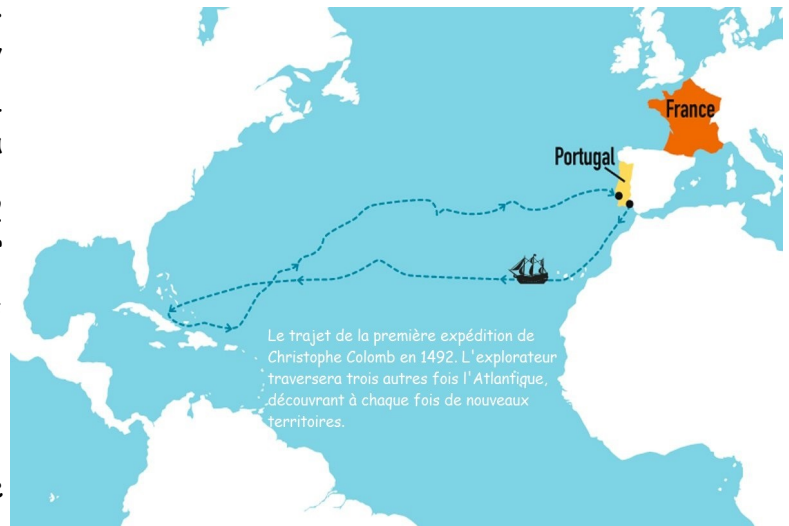 France
Portugal
Le trajet de la première expédition de
Christophe Colomb en 1492. L'explorateur
traversera trois autres fois l'Atlantique,
découvrant à chaque fois de nouveaux
territoires.